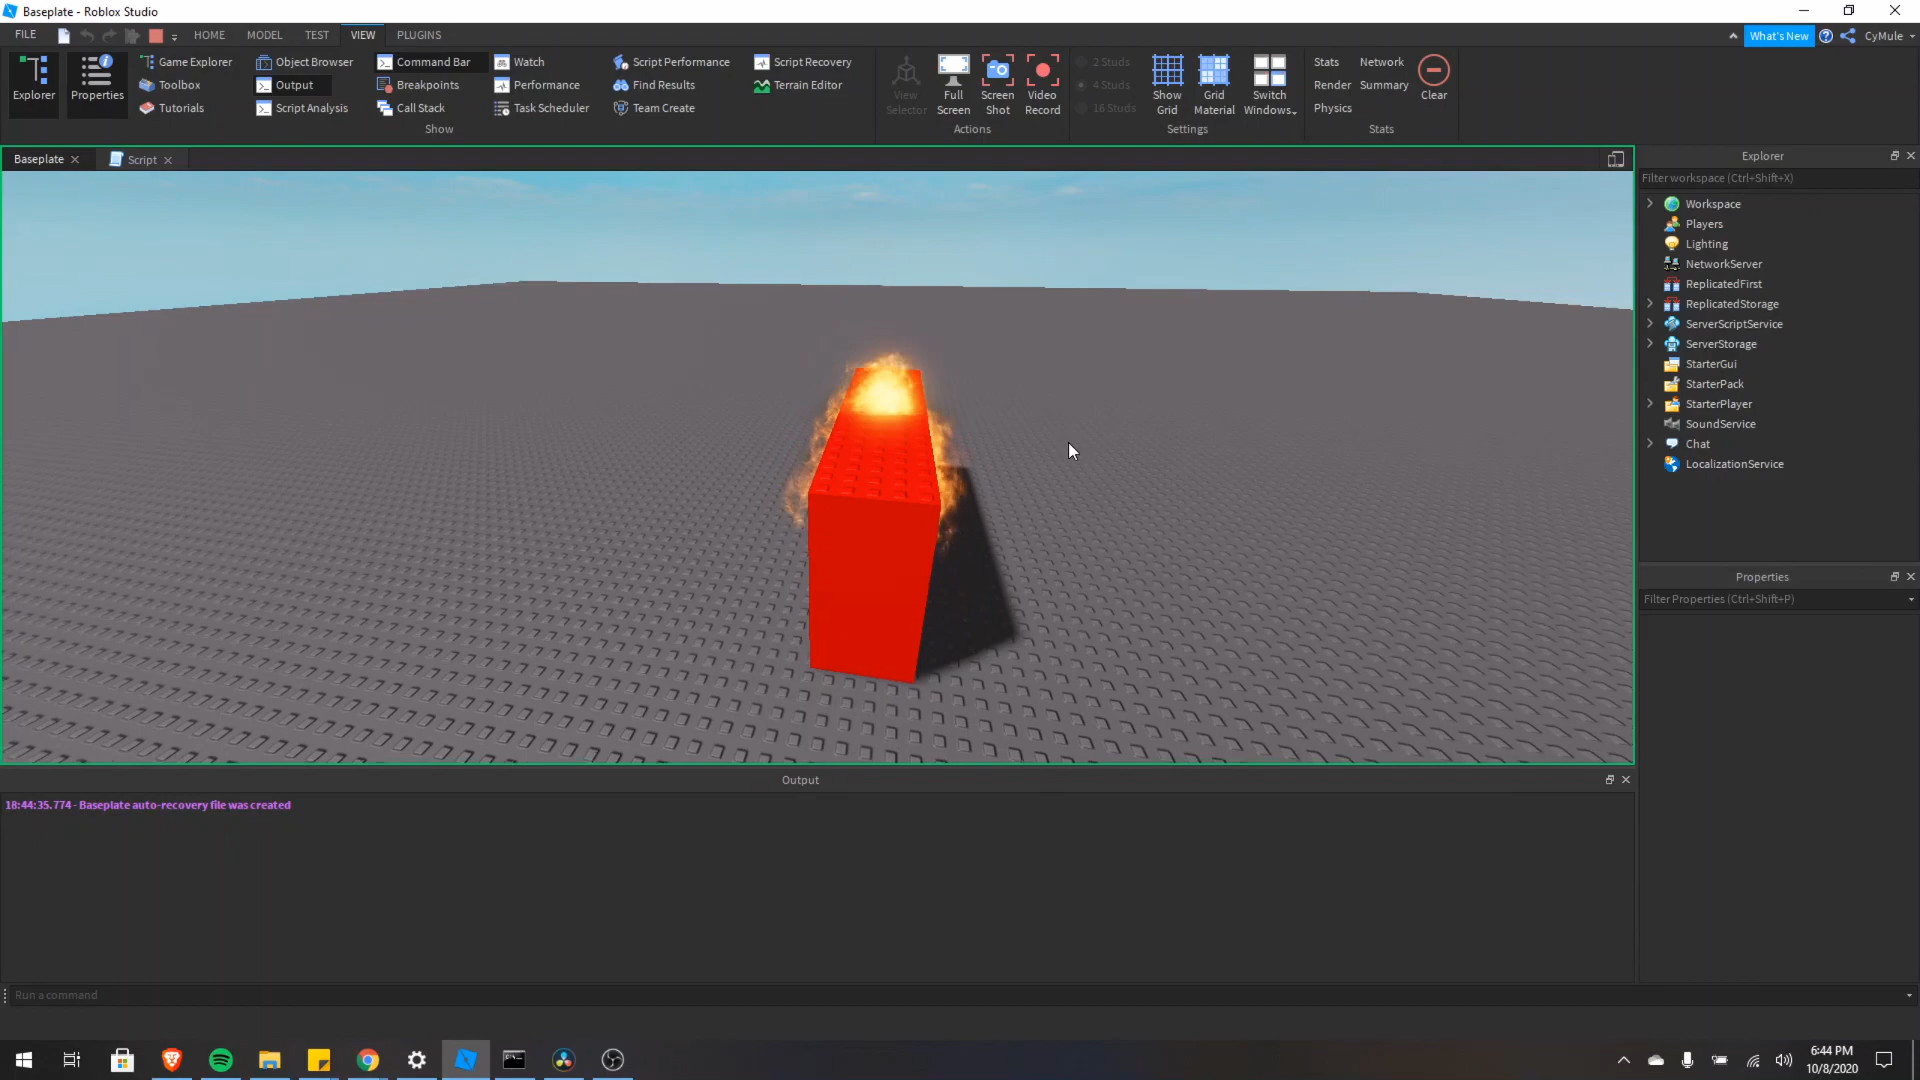 Baseplate - Roblox Studio
FILE HOME MODEL TEST VIEW PLUGINS What's New CyMule
Explorer
Properties
Game Explorer
Toolbox
Tutorials
Object Browser
Output
Script Analysis
Command Bar
Breakpoints
Call Stack
Watch
Performance
Task Scheduler
Script Performance
Find Results
Team Create
Script Recovery
Terrain Editor
Show
View
Selector
Full
Screen
Screen
Shot
Video
Record
Actions
2 Studs
4 Studs
16 Studs
Show
Grid
Grid
Material
Switch
Windows
Settings
Stats
Render
Physics
Network
Summary
Clear
Stats
Baseplate
Script
Explorer
Filter workspace (Ctrl+Shift+X)
Workspace
Players
Lighting
NetworkServer
ReplicatedFirst
ReplicatedStorage
ServerScriptService
ServerStorage
StarterGui
StarterPack
StarterPlayer
SoundService
Chat
LocalizationService
Properties
Filter Properties (Ctrl+Shift+P)
Output
18:44:35.774 - Baseplate auto-recovery file was created
Run a command
6:44 PM
10/8/2020